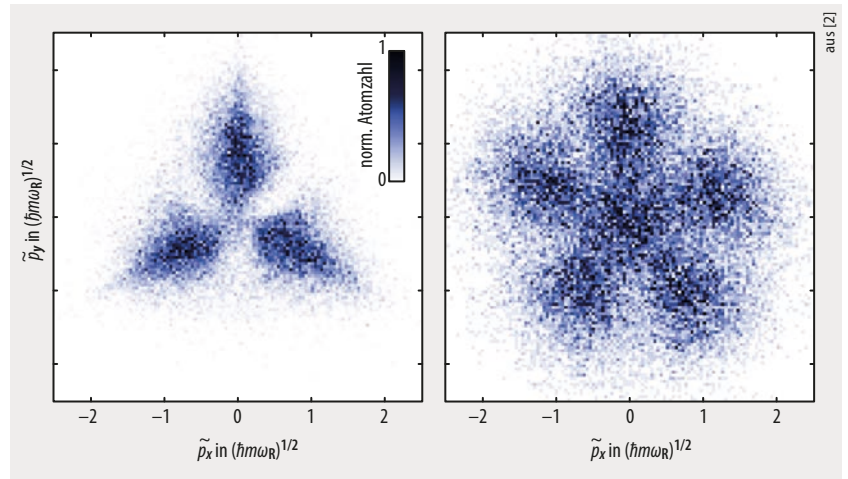 aus [2]
1
norm. Atomzahl
0
p̃y in (ℏmωR)1/2
−2 −1 0 1 2
−2 −1 0 1 2
p̃x in (ℏmωR)1/2
p̃x in (ℏmωR)1/2